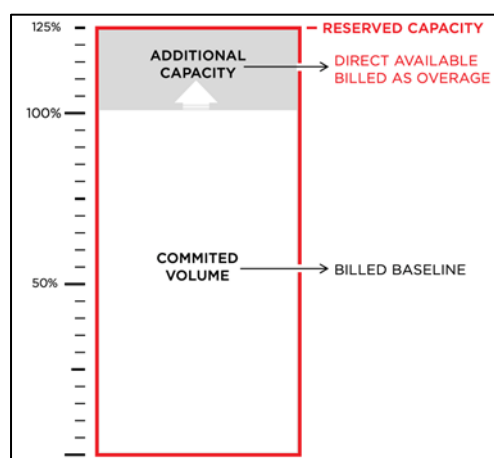 125%
RESERVED CAPACITY
ADDITIONAL
CAPACITY
DIRECT AVAILABLE
BILLED AS OVERAGE
100%
COMMITED
VOLUME
BILLED BASELINE
50%